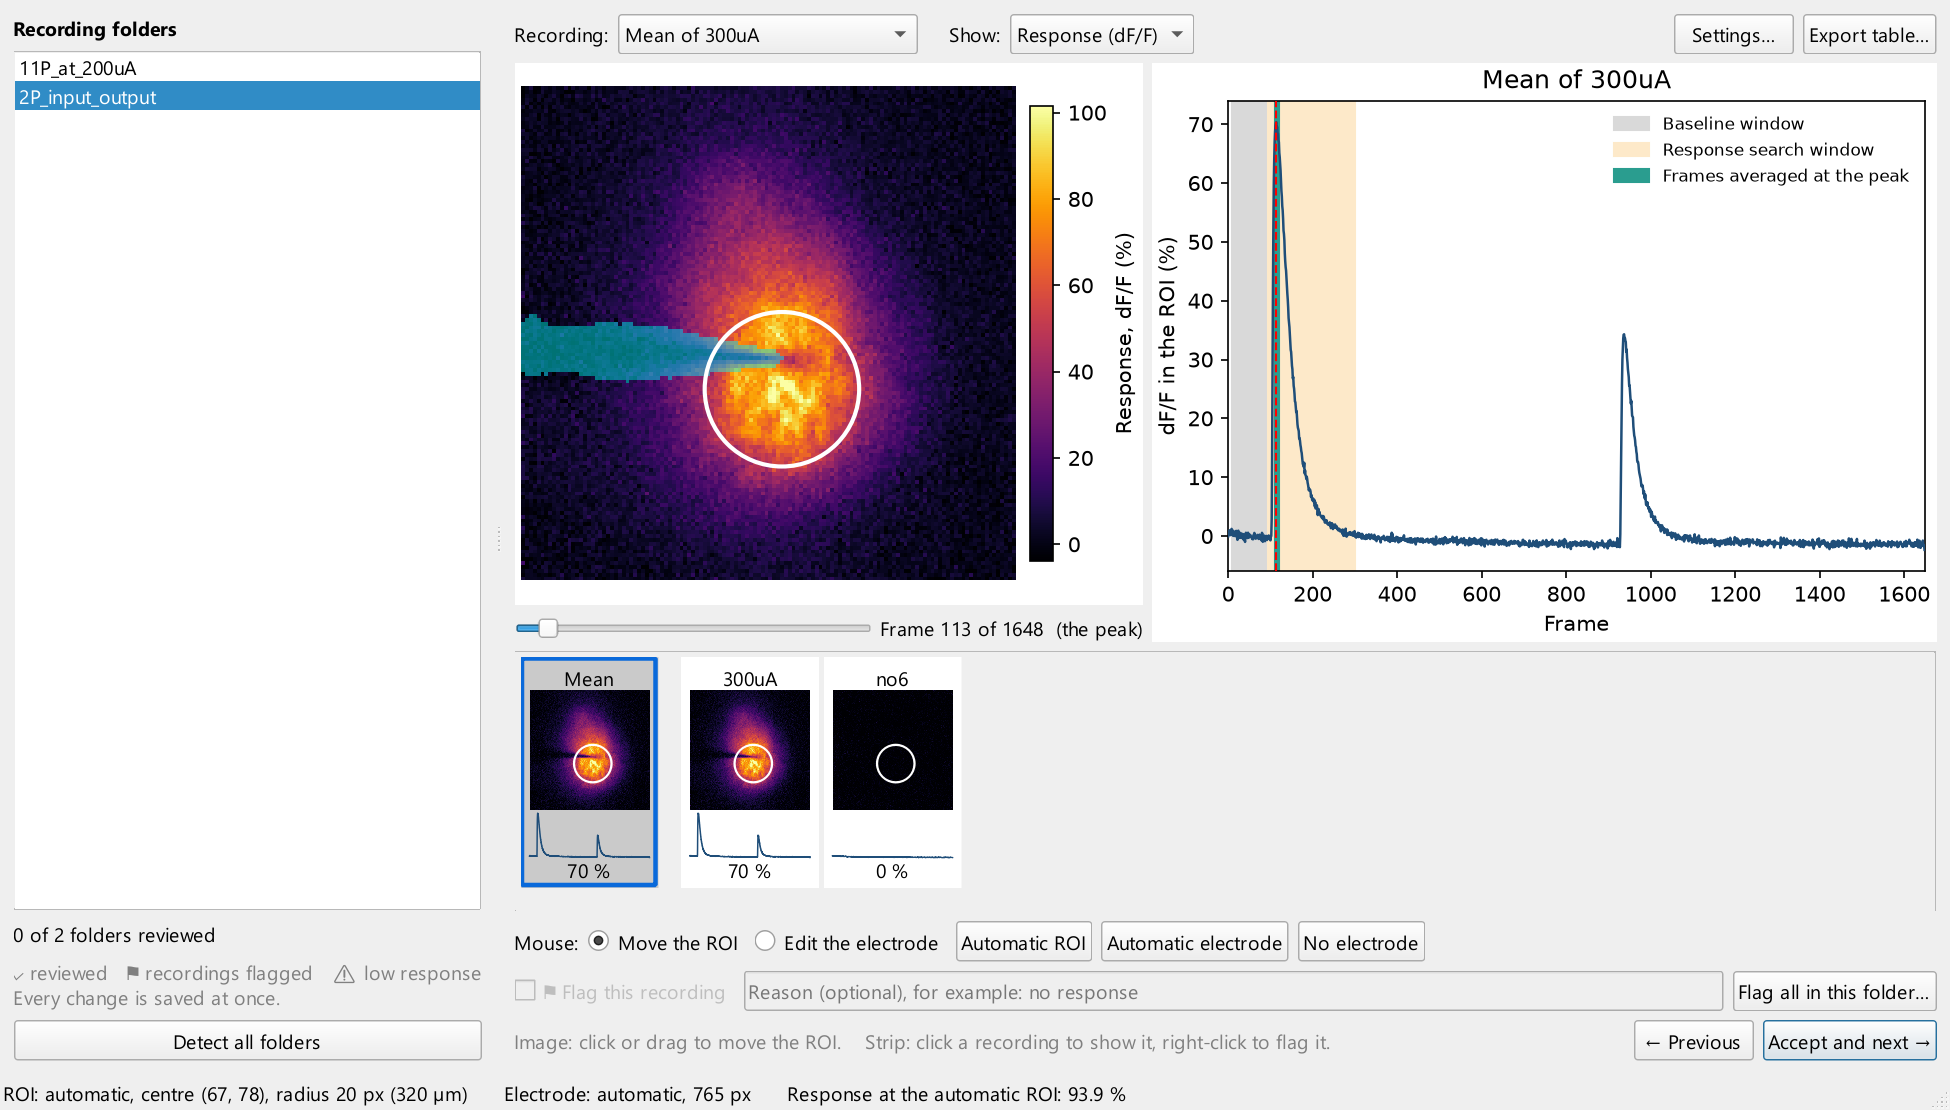 Recording folders
11P_at_200uA
2P_input_output
0 of 2 folders reviewed
✓ reviewed ⚑ recordings flagged ⚠ low response
Every change is saved at once.
Detect all folders
Recording: Mean of 300uA Show: Response (dF/F) Settings... Export table...
100
80
60
40
20
0
Response, dF/F (%)
Mean of 300uA
Baseline window
Response search window
Frames averaged at the peak
70
60
50
40
30
20
10
0
dF/F in the ROI (%)
0 200 400 600 800 1000 1200 1400 1600
Frame
Frame 113 of 1648 (the peak)
Mean 300uA no6
70 % 70 % 0 %
Mouse: Move the ROI Edit the electrode Automatic ROI Automatic electrode No electrode
⚑ Flag this recording Reason (optional), for example: no response Flag all in this folder...
Image: click or drag to move the ROI. Strip: click a recording to show it, right-click to flag it. ← Previous Accept and next →
ROI: automatic, centre (67, 78), radius 20 px (320 µm) Electrode: automatic, 765 px Response at the automatic ROI: 93.9 %